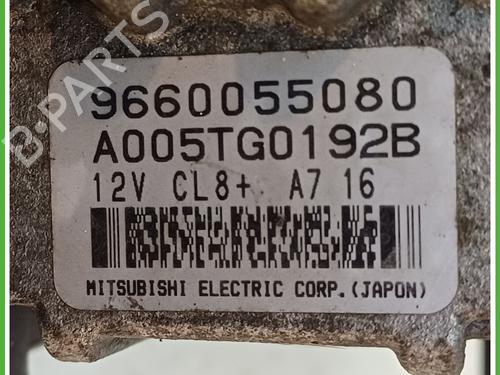 B-PARTS
9660055080
A005TG0192B
12V CL8+ A7 16
MITSUBISHI ELECTRIC CORP.(JAPON)